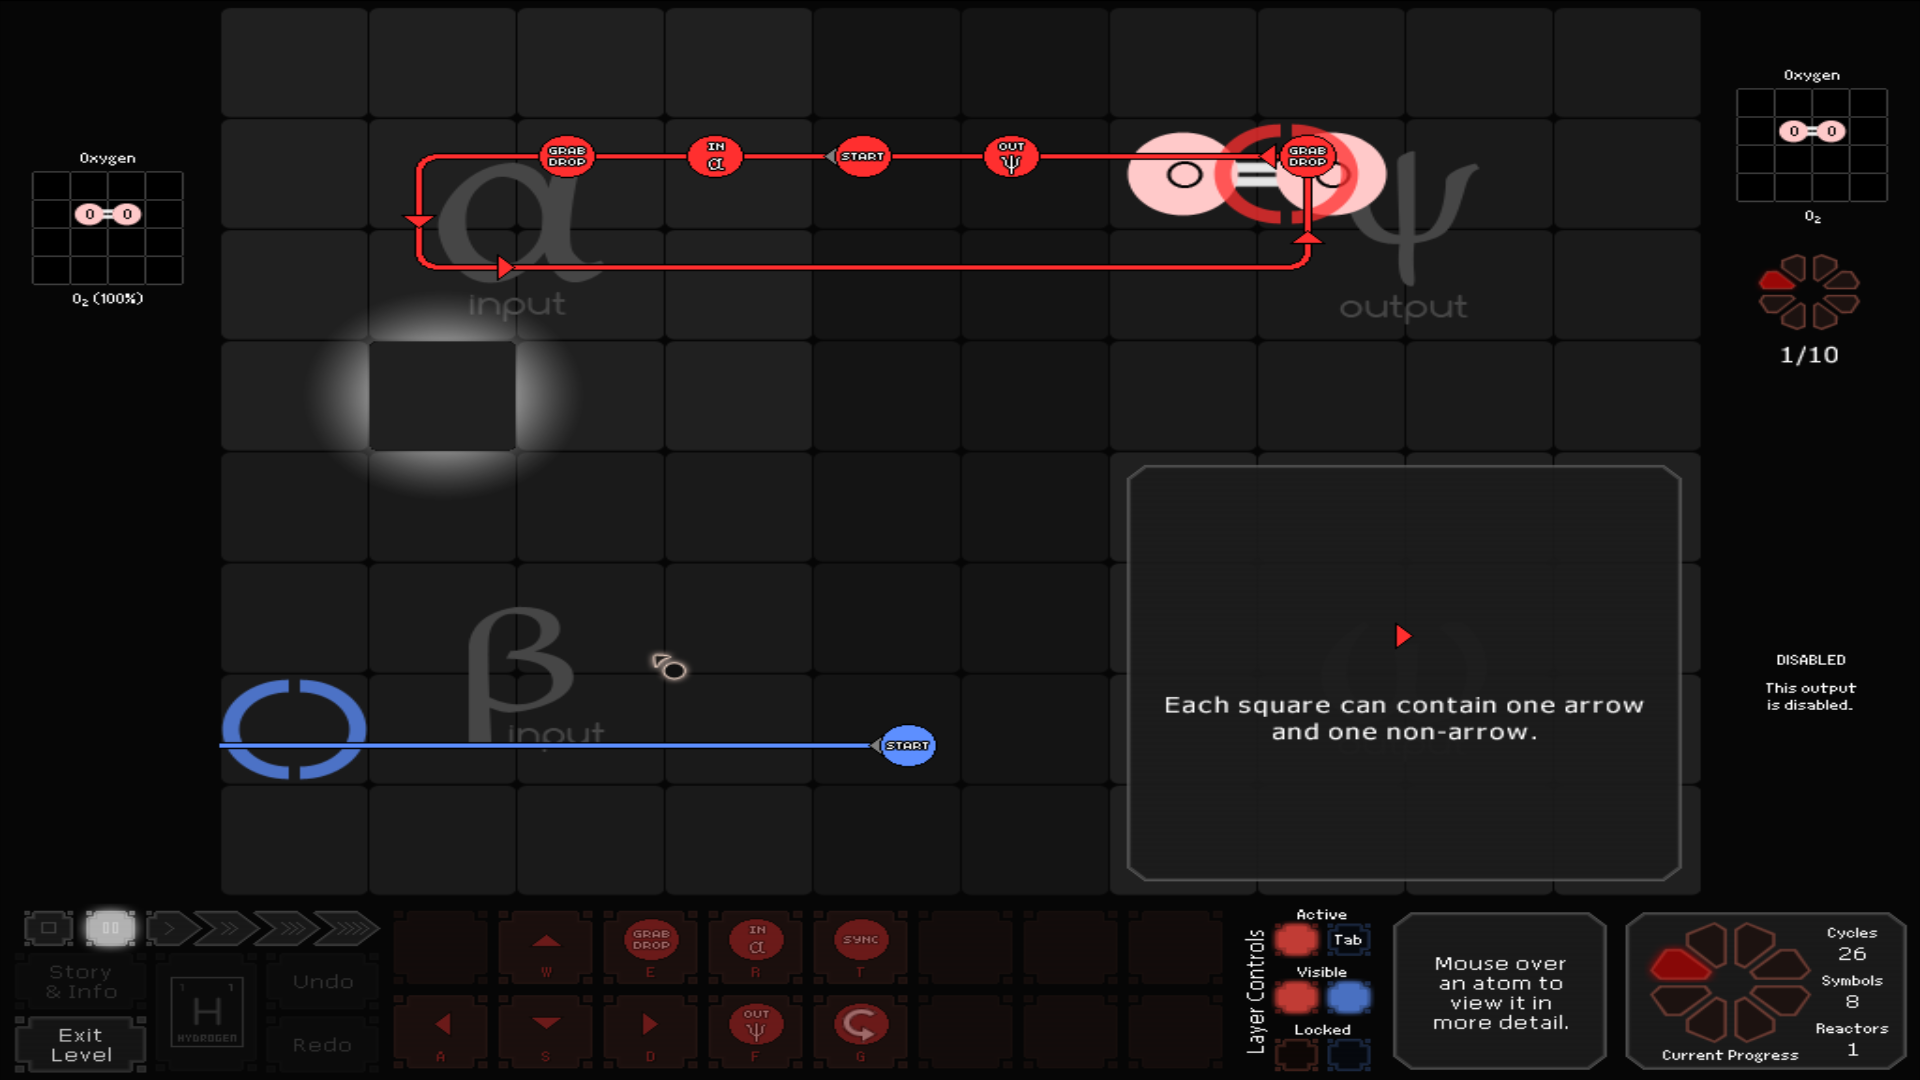 Oxygen
O=O
O₂ (100%)
α
input
GRAB
DROP
IN
α
START
OUT
ψ
GRAB
DROP
O=O
ψ
output
Oxygen
O=O
O₂
1/10
β
input
START
Each square can contain one arrow
and one non-arrow.
DISABLED
This output
is disabled.
Story
& Info
Exit
Level
1 1
H
HYDROGEN
Undo
Redo
W
GRAB
DROP
E
IN
α
R
SYNC
T
A
S
D
OUT
ψ
F
G
Layer Controls
Active
Tab
Visible
Locked
Mouse over
an atom to
view it in
more detail.
Cycles
26
Symbols
8
Reactors
1
Current Progress